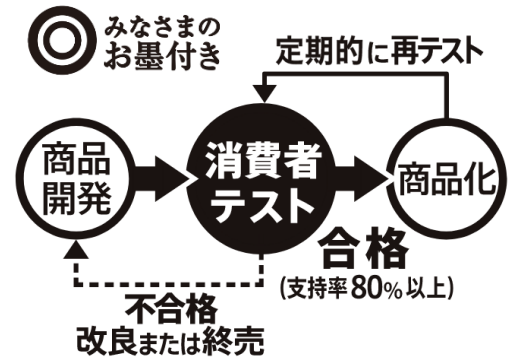 みなさまの
お墨付き
定期的に再テスト
商品
開発
消費者
テスト
商品化
合格
(支持率80%以上)
不合格
改良または終売